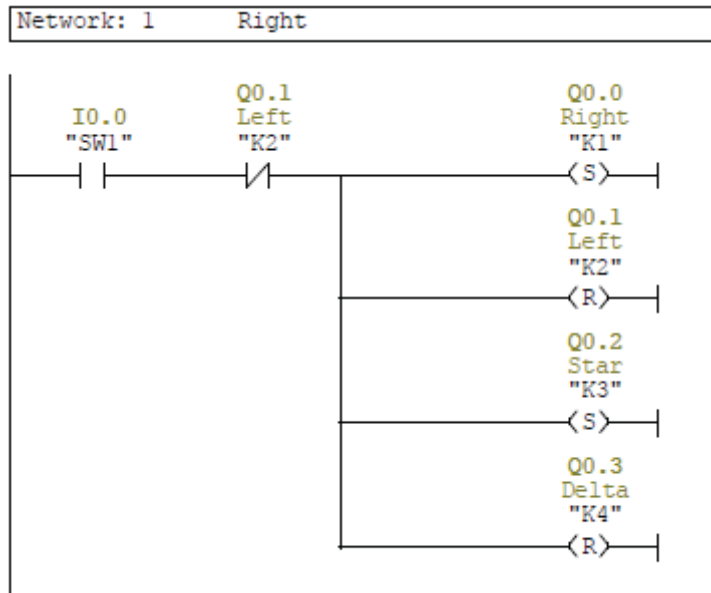 Network: 1 Right
Q0.1 Q0.0
I0.0 Left Right
"SW1" "K2" "K1"
(S)
Q0.1
Left
"K2"
(R)
Q0.2
Star
"K3"
(S)
Q0.3
Delta
"K4"
(R)